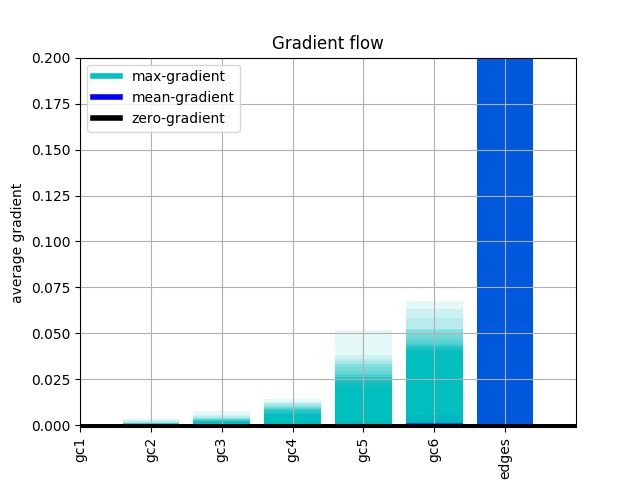 Gradient flow
max-gradient
mean-gradient
zero-gradient
average gradient
0.200
0.175
0.150
0.125
0.100
0.075
0.050
0.025
0.000
gc1
gc2
gc3
gc4
gc5
gc6
edges